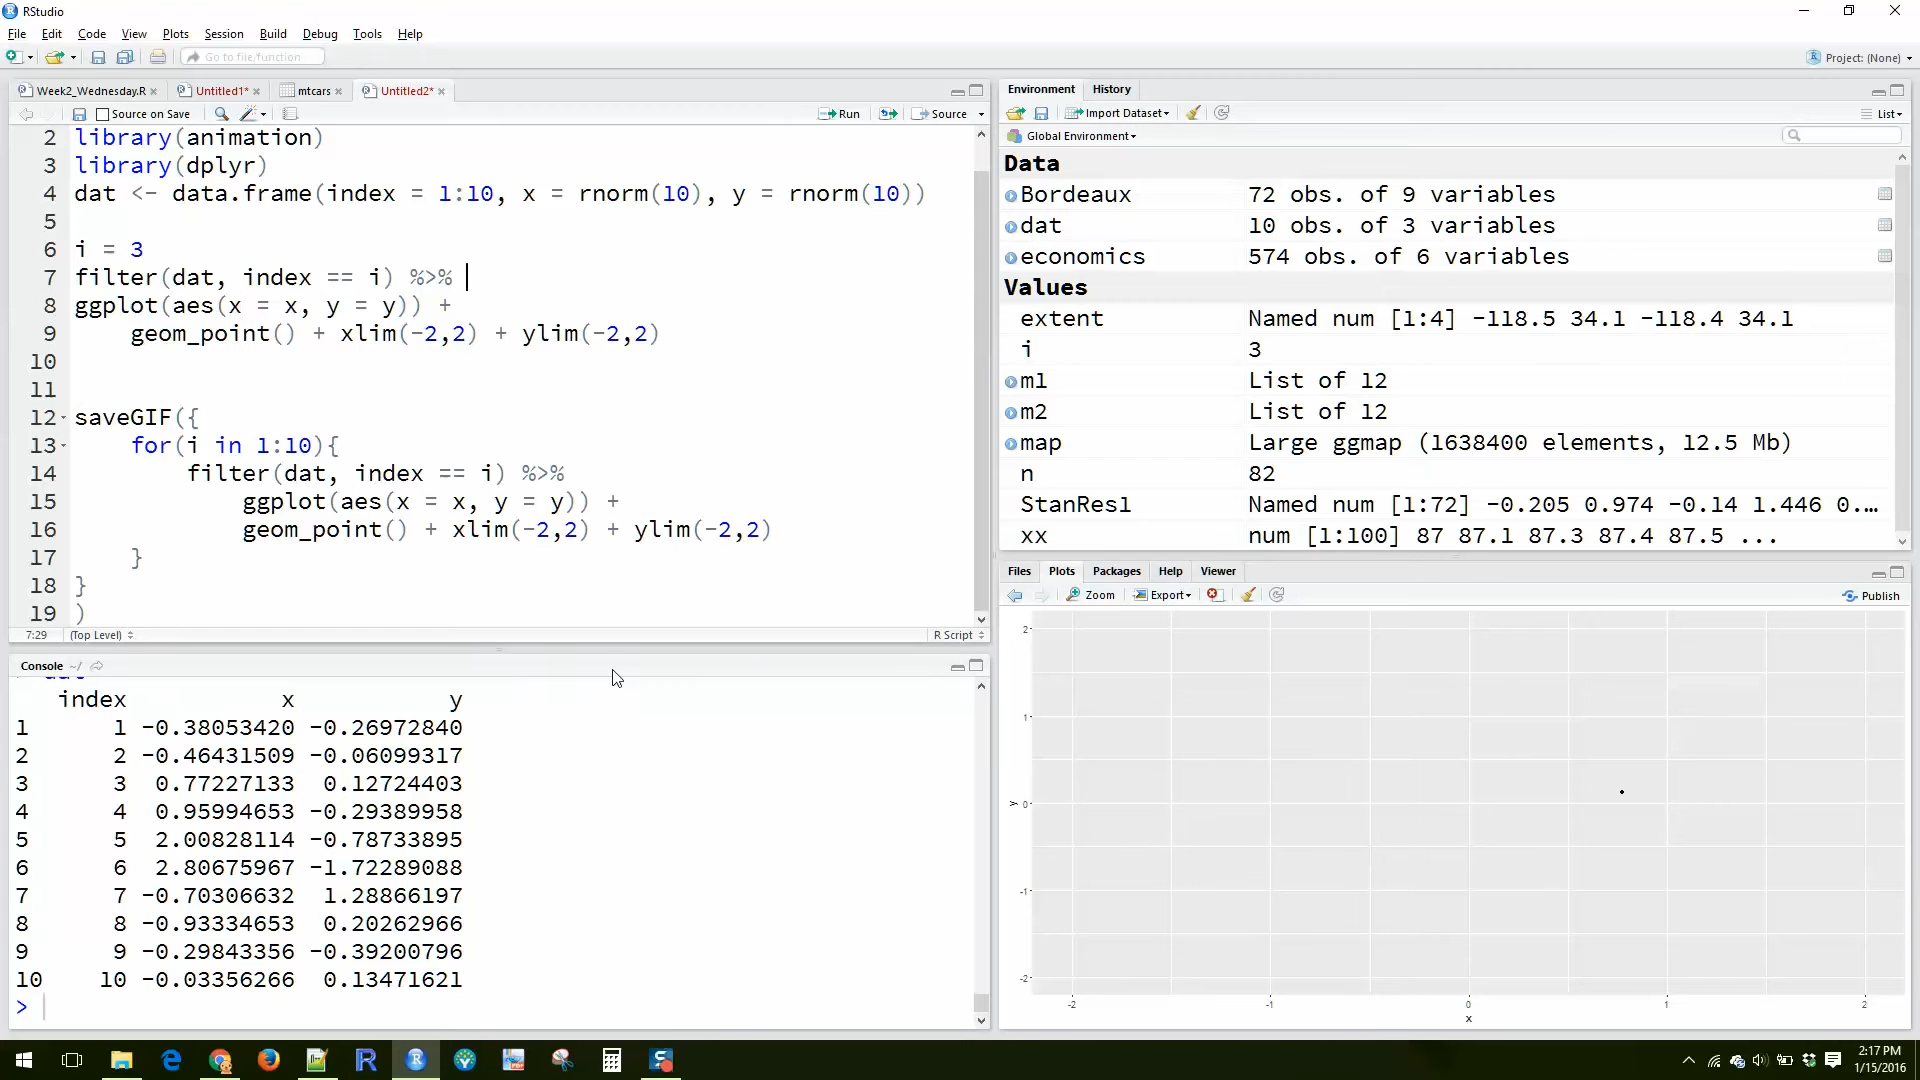 RStudio
File Edit Code View Plots Session Build Debug Tools Help
Go to file/function
Project: (None)
Week2_Wednesday.R
Untitled1*
mtcars
Untitled2*
Source on Save
Run
Source
2 library(animation)
3 library(dplyr)
4 dat <- data.frame(index = 1:10, x = rnorm(10), y = rnorm(10))
5
6 i = 3
7 filter(dat, index == i) %>%
8 ggplot(aes(x = x, y = y)) +
9 geom_point() + xlim(-2,2) + ylim(-2,2)
10
11
12 saveGIF({
13 for(i in 1:10){
14 filter(dat, index == i) %>%
15 ggplot(aes(x = x, y = y)) +
16 geom_point() + xlim(-2,2) + ylim(-2,2)
17 }
18 }
19 )
7:29 (Top Level) R Script
Console ~/
index x y
1 1 -0.38053420 -0.26972840
2 2 -0.46431509 -0.06099317
3 3 0.77227133 0.12724403
4 4 0.95994653 -0.29389958
5 5 2.00828114 -0.78733895
6 6 2.80675967 -1.72289088
7 7 -0.70306632 1.28866197
8 8 -0.93334653 0.20262966
9 9 -0.29843356 -0.39200796
10 10 -0.03356266 0.13471621
>
Environment History
Import Dataset
List
Global Environment
Data
Bordeaux 72 obs. of 9 variables
dat 10 obs. of 3 variables
economics 574 obs. of 6 variables
Values
extent Named num [1:4] -118.5 34.1 -118.4 34.1
i 3
m1 List of 12
m2 List of 12
map Large ggmap (1638400 elements, 12.5 Mb)
n 82
StanRes1 Named num [1:72] -0.205 0.974 -0.14 1.446 0.…
xx num [1:100] 87 87.1 87.3 87.4 87.5 ...
Files Plots Packages Help Viewer
Zoom Export Publish
2
1
0
-1
-2
y
-2 -1 0 1 2
x
2:17 PM
1/15/2016